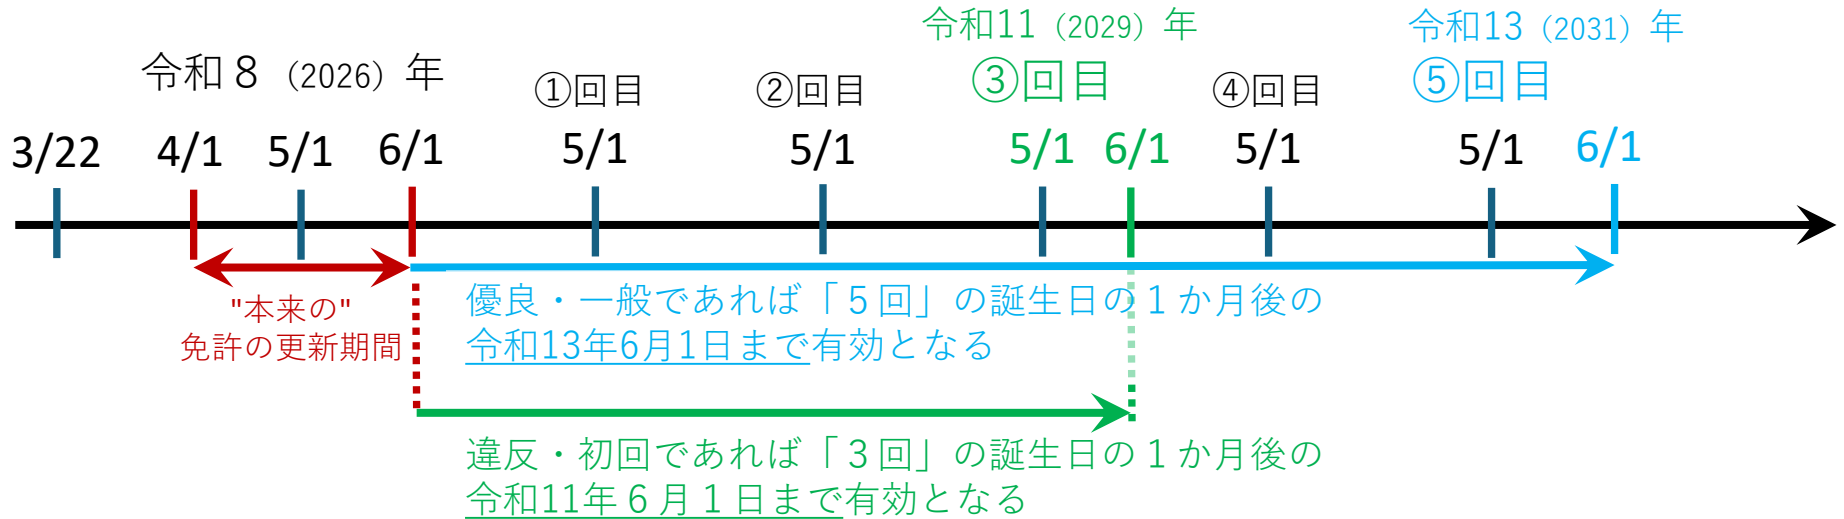 令和８（2026）年
①回目
②回目
令和11（2029）年
③回目
④回目
令和13（2031）年
⑤回目
3/22
4/1
5/1
6/1
5/1
5/1
5/1
6/1
5/1
5/1
6/1
"本来の"
免許の更新期間
優良・一般であれば「５回」の誕生日の１か月後の
令和13年6月1日まで有効となる
違反・初回であれば「３回」の誕生日の１か月後の
令和11年６月１日まで有効となる